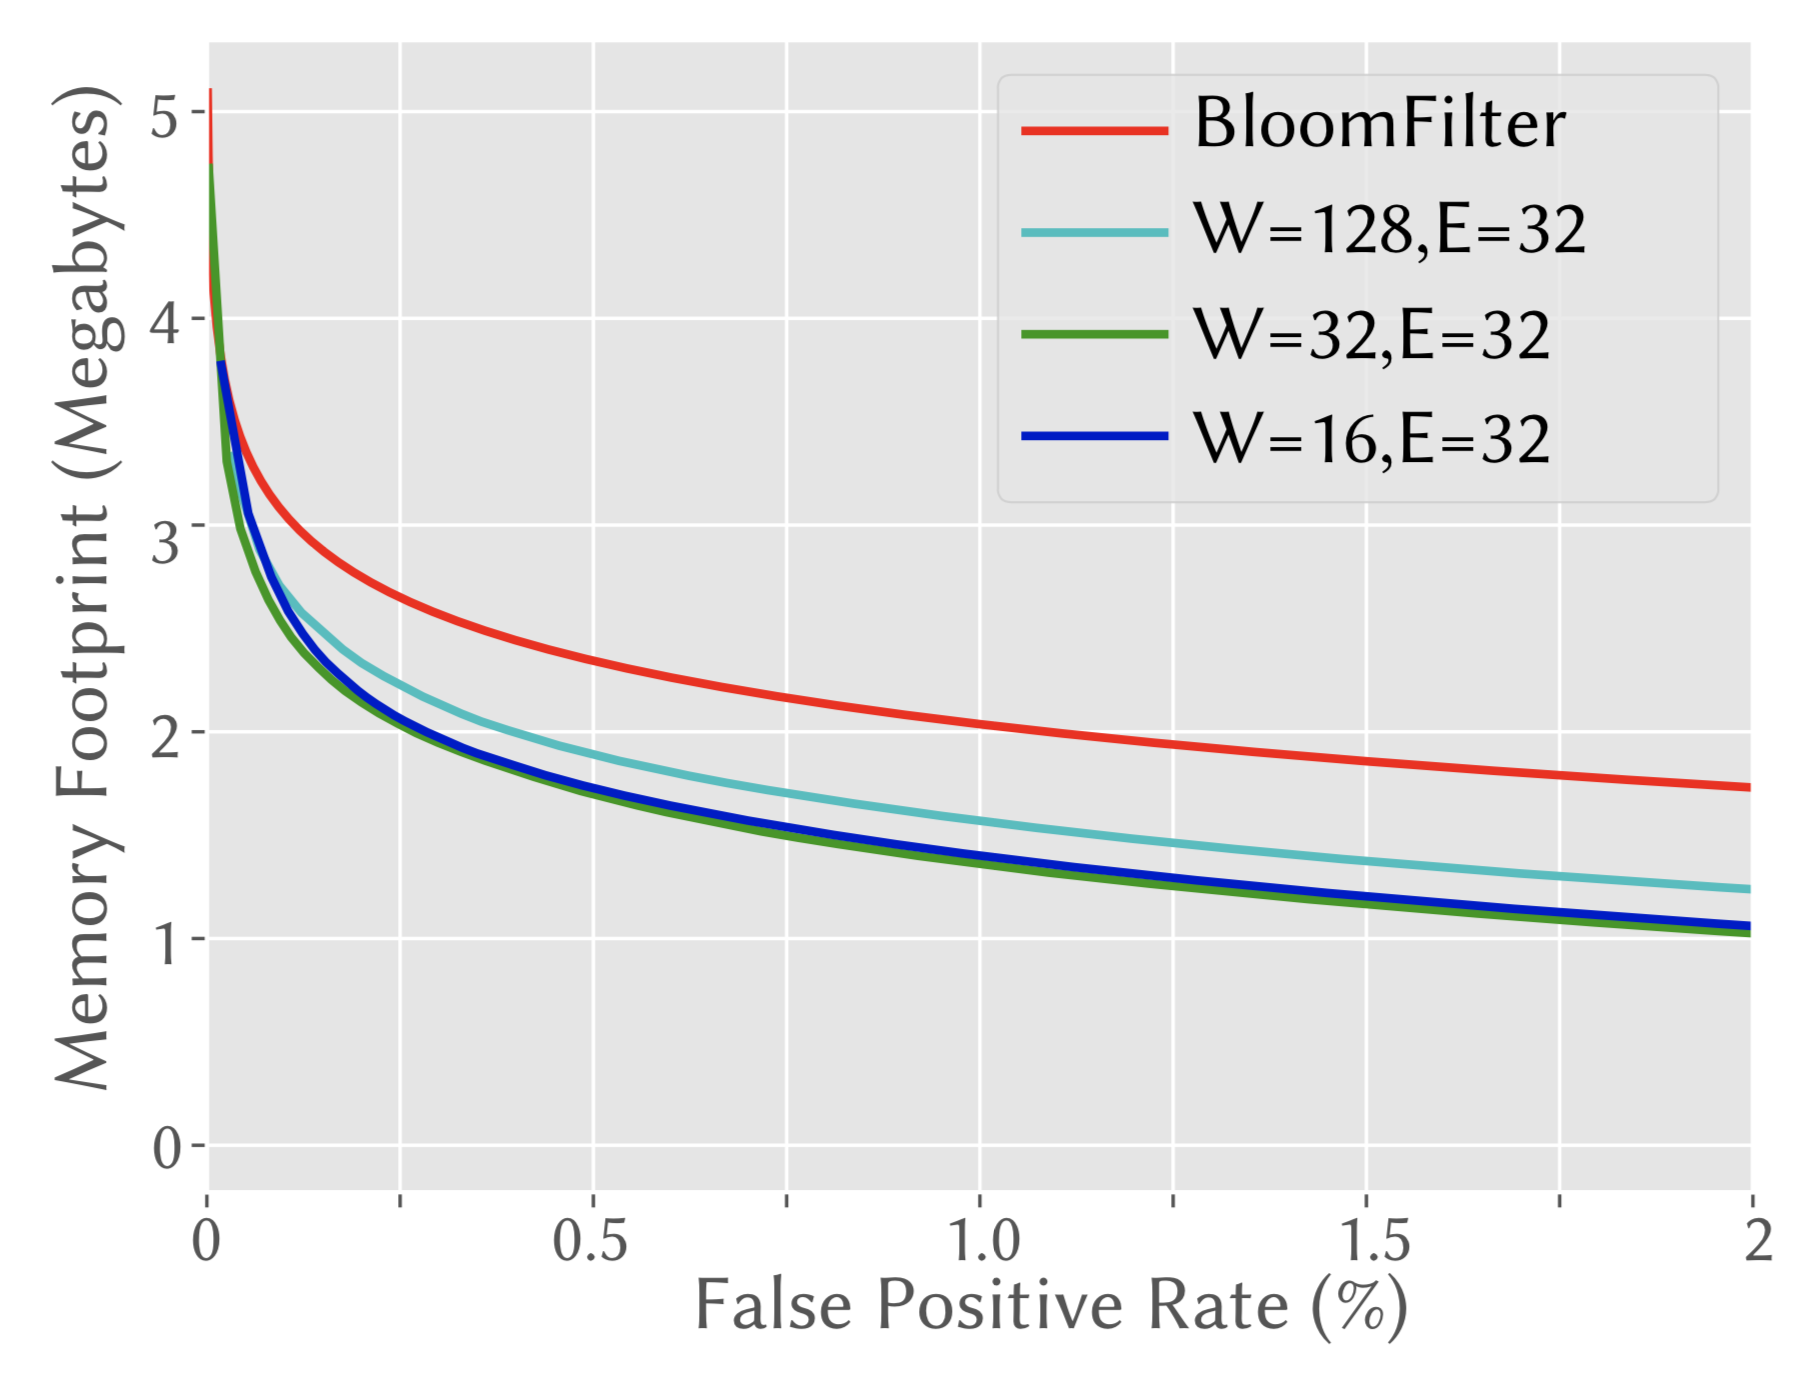 Memory Footprint (Megabytes)
5
4
3
2
1
0
BloomFilter
W=128,E=32
W=32,E=32
W=16,E=32
0 0.5 1.0 1.5 2
False Positive Rate (%)